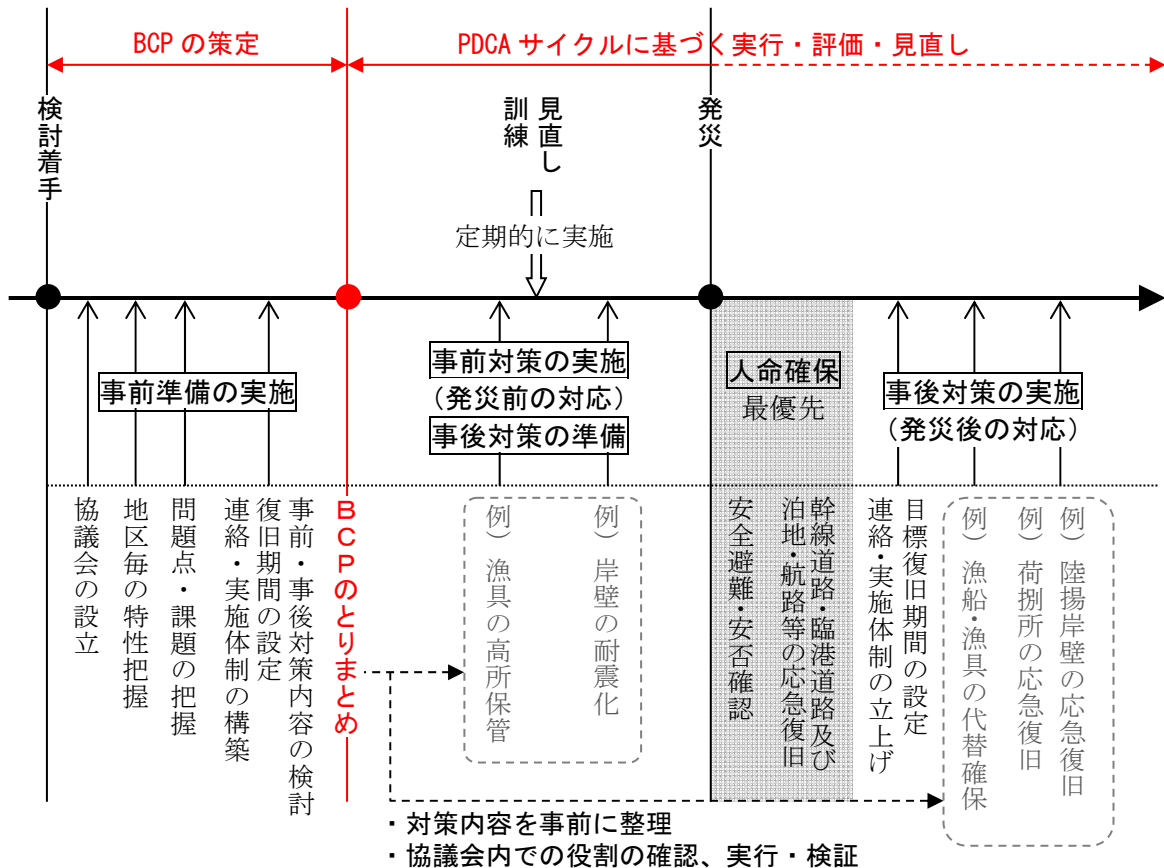 BCP の策定
PDCA サイクルに基づく実行・評価・見直し
検討着手
見直し
訓練
発災
定期的に実施
事前準備の実施
事前対策の実施
(発災前の対応)
事後対策の準備
人命確保
最優先
事後対策の実施
(発災後の対応)
協議会の設立
地区毎の特性把握
問題点・課題の把握
事前・事後対策内容の検討
復旧期間の設定
連絡・実施体制の構築
BCPのとりまとめ
例）漁具の高所保管
例）岸壁の耐震化
安全避難・安否確認
幹線道路・臨港道路及び
泊地・航路等の応急復旧
目標復旧期間の設定
連絡・実施体制の立上げ
例）漁船・漁具の代替確保
例）荷捌所の応急復旧
例）陸揚岸壁の応急復旧
・対策内容を事前に整理
・協議会内での役割の確認、実行・検証